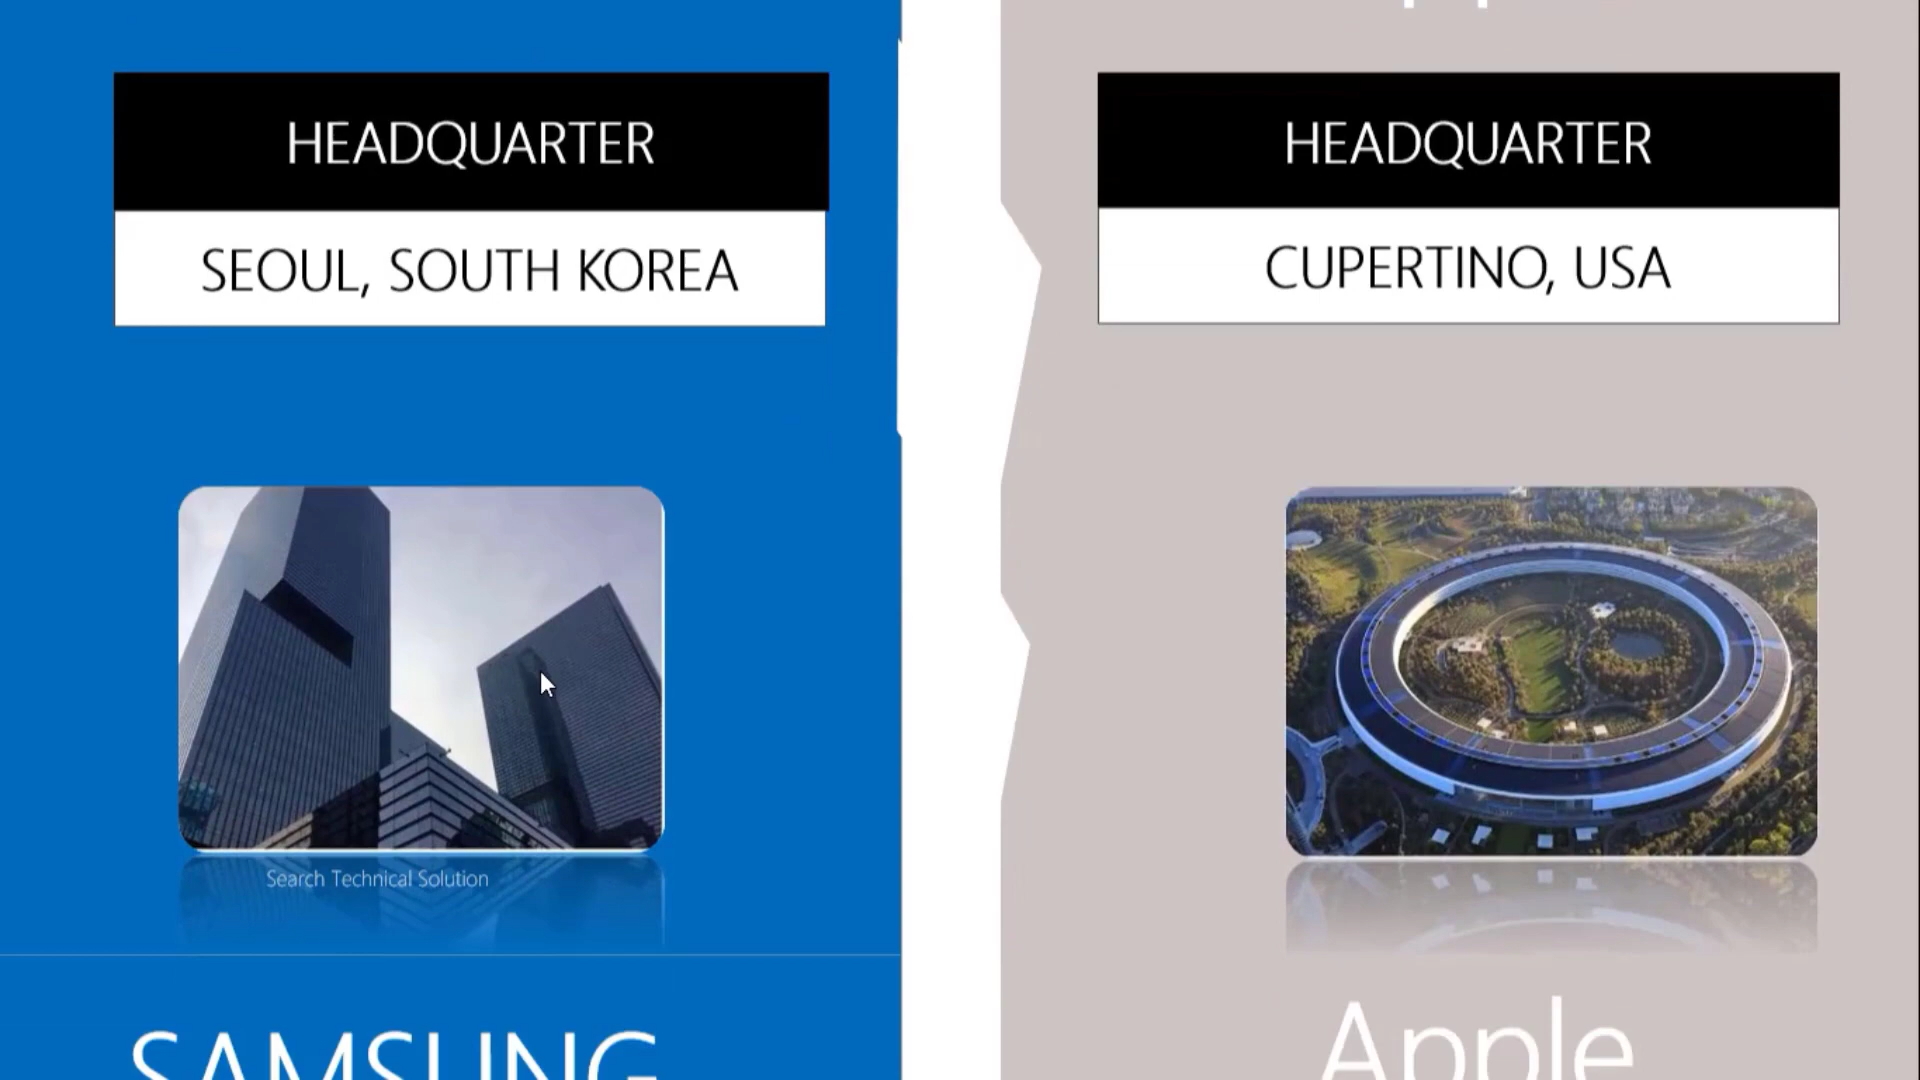 HEADQUARTER
SEOUL, SOUTH KOREA
Search Technical Solution
SAMSUNG
HEADQUARTER
CUPERTINO, USA
Apple